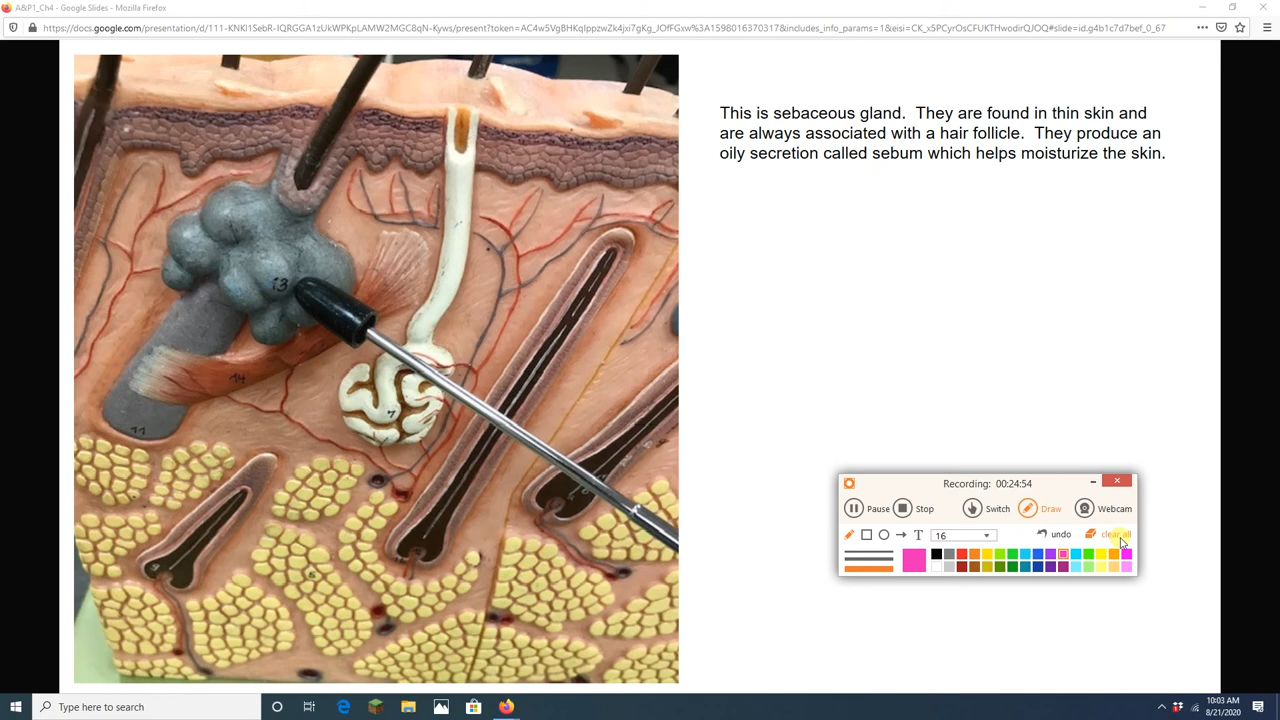 A&P1_Ch4 - Google Slides - Mozilla Firefox
https://docs.google.com/presentation/d/111-KNKI1SebR-IQRGGA1zUkWPKpLAMW2MGC8gK-Kyws/present?token=AC4w5VgBHKqIppzwZk4jxi7gKg_JOfFGxw%3A1598016370317&includes_info_params=1&eisi=CK_x5PCyrOsCFUKTHwodirQJOQ#slide=id.g4b1c7d7bef_0_67
This is sebaceous gland. They are found in thin skin and
are always associated with a hair follicle. They produce an
oily secretion called sebum which helps moisturize the skin.
13
14
7
11
Recording: 00:24:54
Pause Stop Switch Draw Webcam
T 16 undo clear all
Type here to search
10:03 AM
8/21/2020